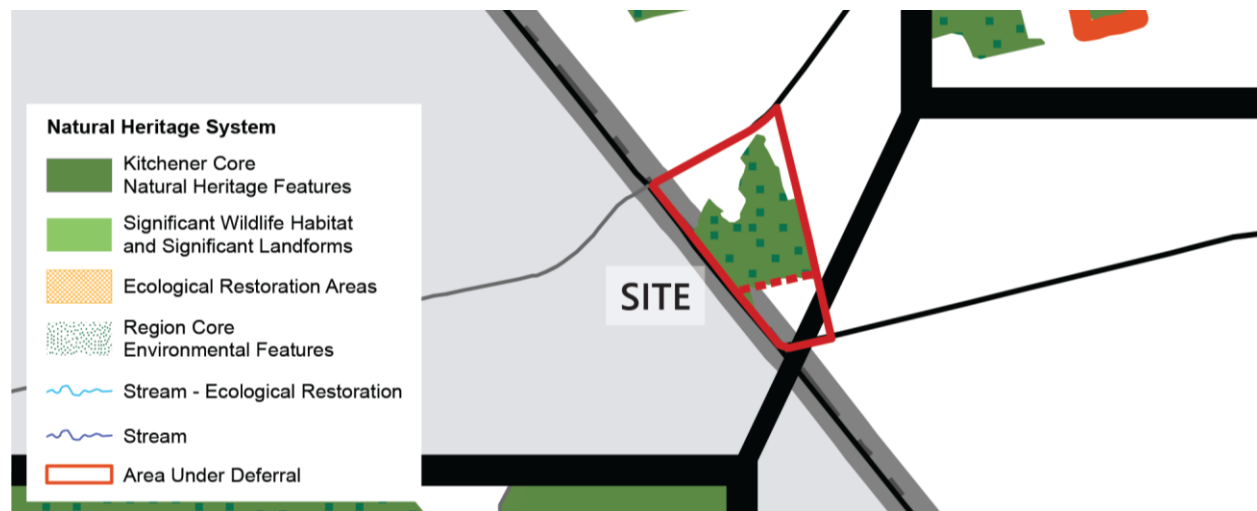 Natural Heritage System
Kitchener Core
Natural Heritage Features
Significant Wildlife Habitat
and Significant Landforms
Ecological Restoration Areas
Region Core
Environmental Features
Stream - Ecological Restoration
Stream
Area Under Deferral
SITE